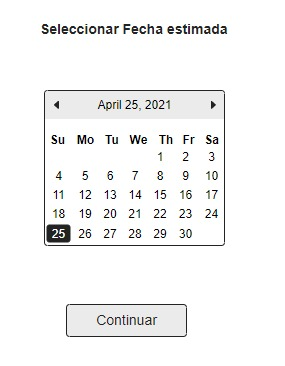 Seleccionar Fecha estimada
April 25, 2021
Su Mo Tu We Th Fr Sa
1 2 3
4 5 6 7 8 9 10
11 12 13 14 15 16 17
18 19 20 21 22 23 24
25 26 27 28 29 30
Continuar